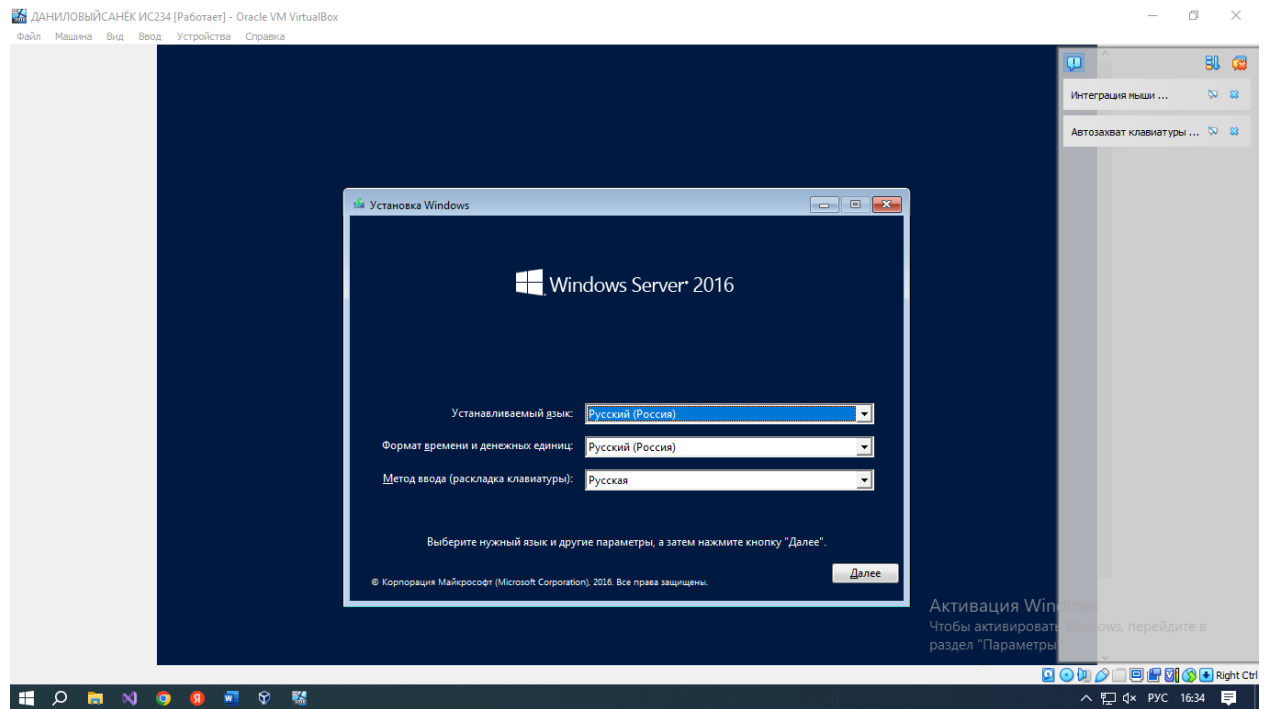 ДАНИЛОВЫЙСАНЁК ИС234 [Работает] - Oracle VM VirtualBox
Файл Машина Вид Ввод Устройства Справка
Интеграция мыши ...
Автозахват клавиатуры ...
Установка Windows
Windows Server 2016
Устанавливаемый язык: Русский (Россия)
Формат времени и денежных единиц: Русский (Россия)
Метод ввода (раскладка клавиатуры): Русская
Выберите нужный язык и другие параметры, а затем нажмите кнопку "Далее".
Далее
© Корпорация Майкрософт (Microsoft Corporation), 2016. Все права защищены.
Активация Windows
Чтобы активировать Windows, перейдите в
раздел "Параметры
Right Ctrl
РУС 16:34